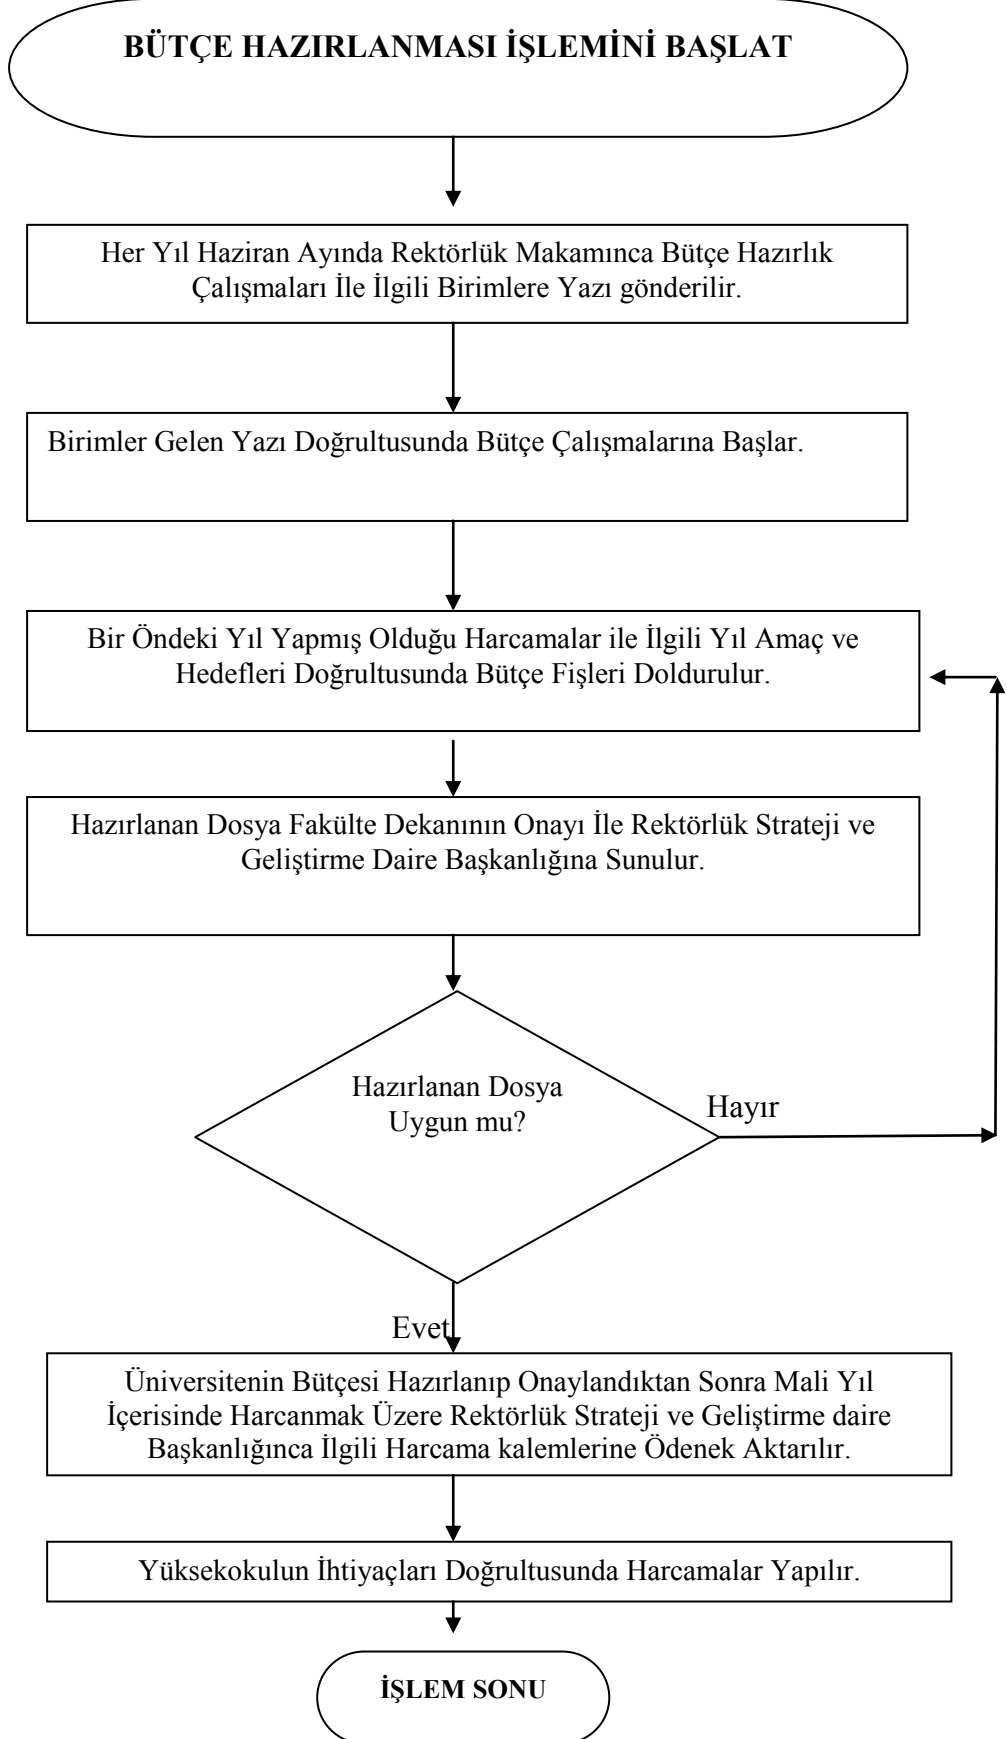 BÜTÇE HAZIRLANMASI İŞLEMİNİ BAŞLAT
Her Yıl Haziran Ayında Rektörlük Makamınca Bütçe Hazırlık
Çalışmaları İle İlgili Birimlere Yazı gönderilir.
Birimler Gelen Yazı Doğrultusunda Bütçe Çalışmalarına Başlar.
Bir Öndeki Yıl Yapmış Olduğu Harcamalar ile İlgili Yıl Amaç ve
Hedefleri Doğrultusunda Bütçe Fişleri Doldurulur.
Hazırlanan Dosya Fakülte Dekanının Onayı İle Rektörlük Strateji ve
Geliştirme Daire Başkanlığına Sunulur.
Hazırlanan Dosya
Uygun mu?
Hayır
Evet
Üniversitenin Bütçesi Hazırlanıp Onaylandıktan Sonra Mali Yıl
İçerisinde Harcanmak Üzere Rektörlük Strateji ve Geliştirme daire
Başkanlığınca İlgili Harcama kalemlerine Ödenek Aktarılır.
Yüksekokulun İhtiyaçları Doğrultusunda Harcamalar Yapılır.
İŞLEM SONU